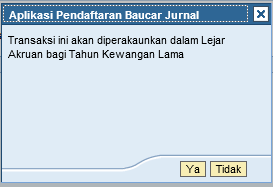 Aplikasi Pendaftaran Baucar Jurnal
Transaksi ini akan diperakaunkan dalam Lejar
Akruan bagi Tahun Kewangan Lama
Ya Tidak